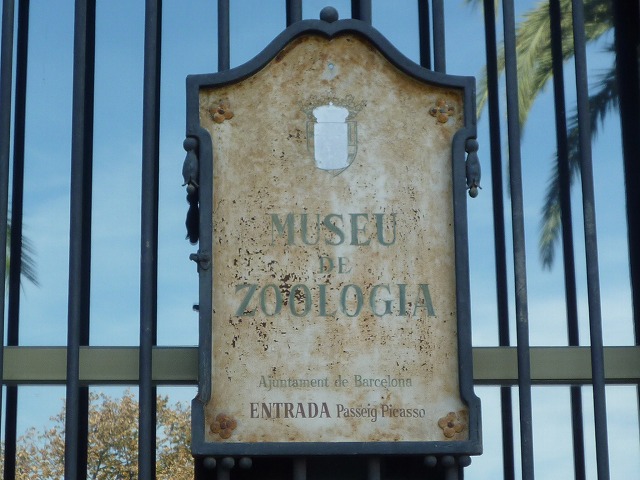 MUSEU
DE
ZOOLOGIA
Ajuntament de Barcelona
ENTRADA Passeig Picasso